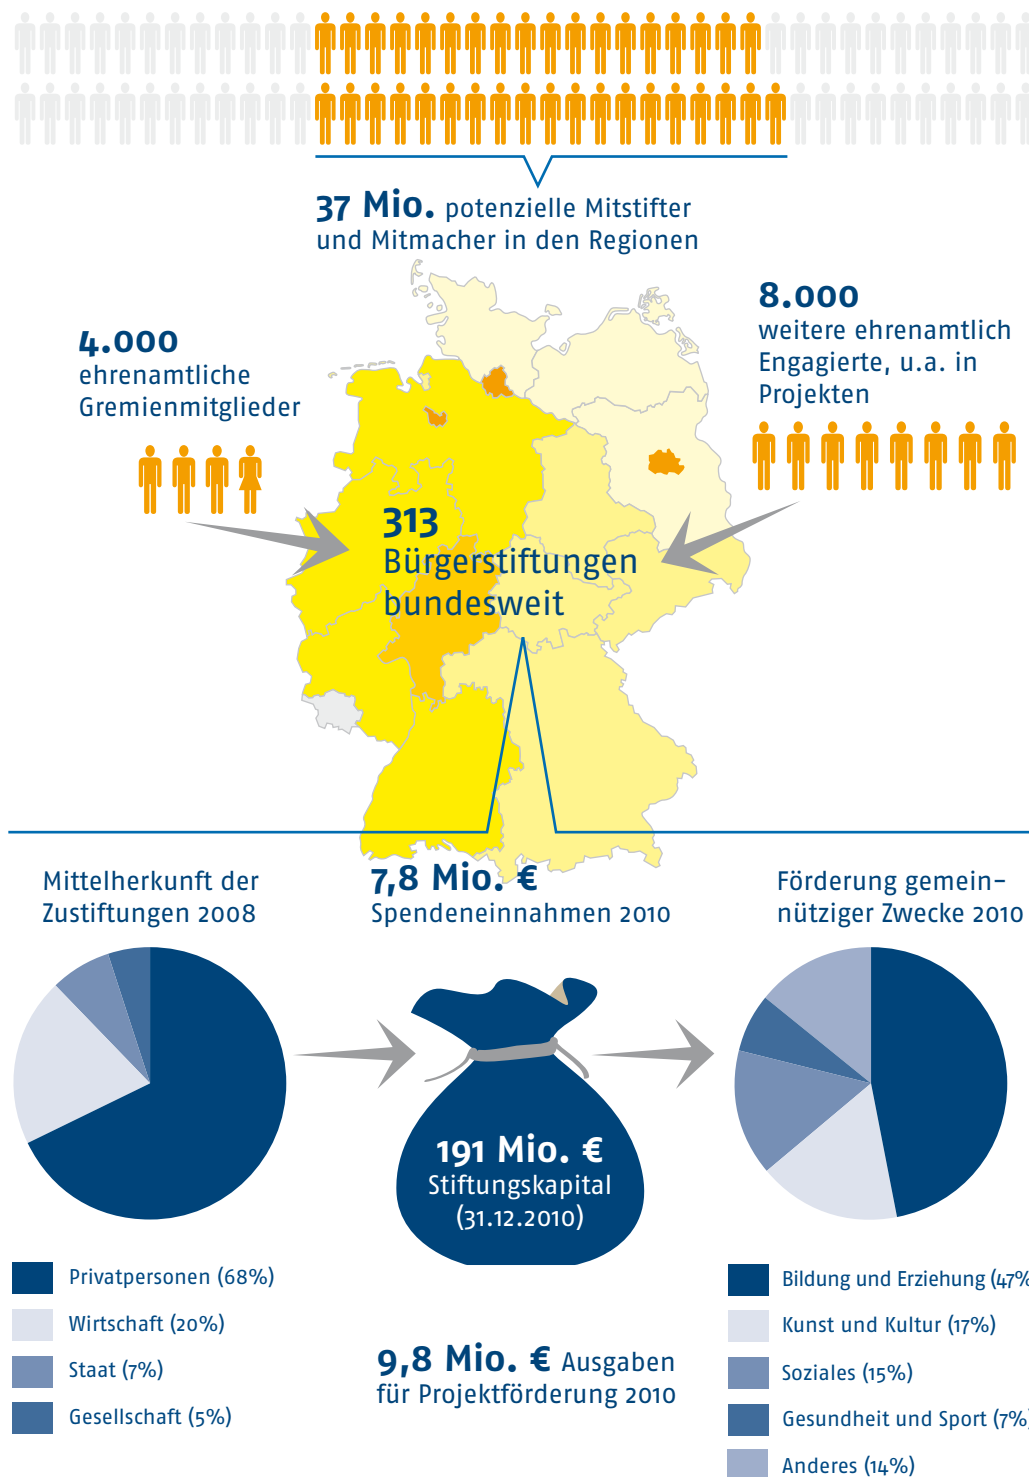 37 Mio. potenzielle Mitstifter
und Mitmacher in den Regionen
4.000
ehrenamtliche
Gremienmitglieder
8.000
weitere ehrenamtlich
Engagierte, u.a. in
Projekten
313
Bürgerstiftungen
bundesweit
Mittelherkunft der
Zustiftungen 2008
7,8 Mio. €
Spendeneinnahmen 2010
Förderung gemein-
nütziger Zwecke 2010
191 Mio. €
Stiftungskapital
(31.12.2010)
Privatpersonen (68%)
Wirtschaft (20%)
Staat (7%)
Gesellschaft (5%)
9,8 Mio. € Ausgaben
für Projektförderung 2010
Bildung und Erziehung (47%
Kunst und Kultur (17%)
Soziales (15%)
Gesundheit und Sport (7%)
Anderes (14%)